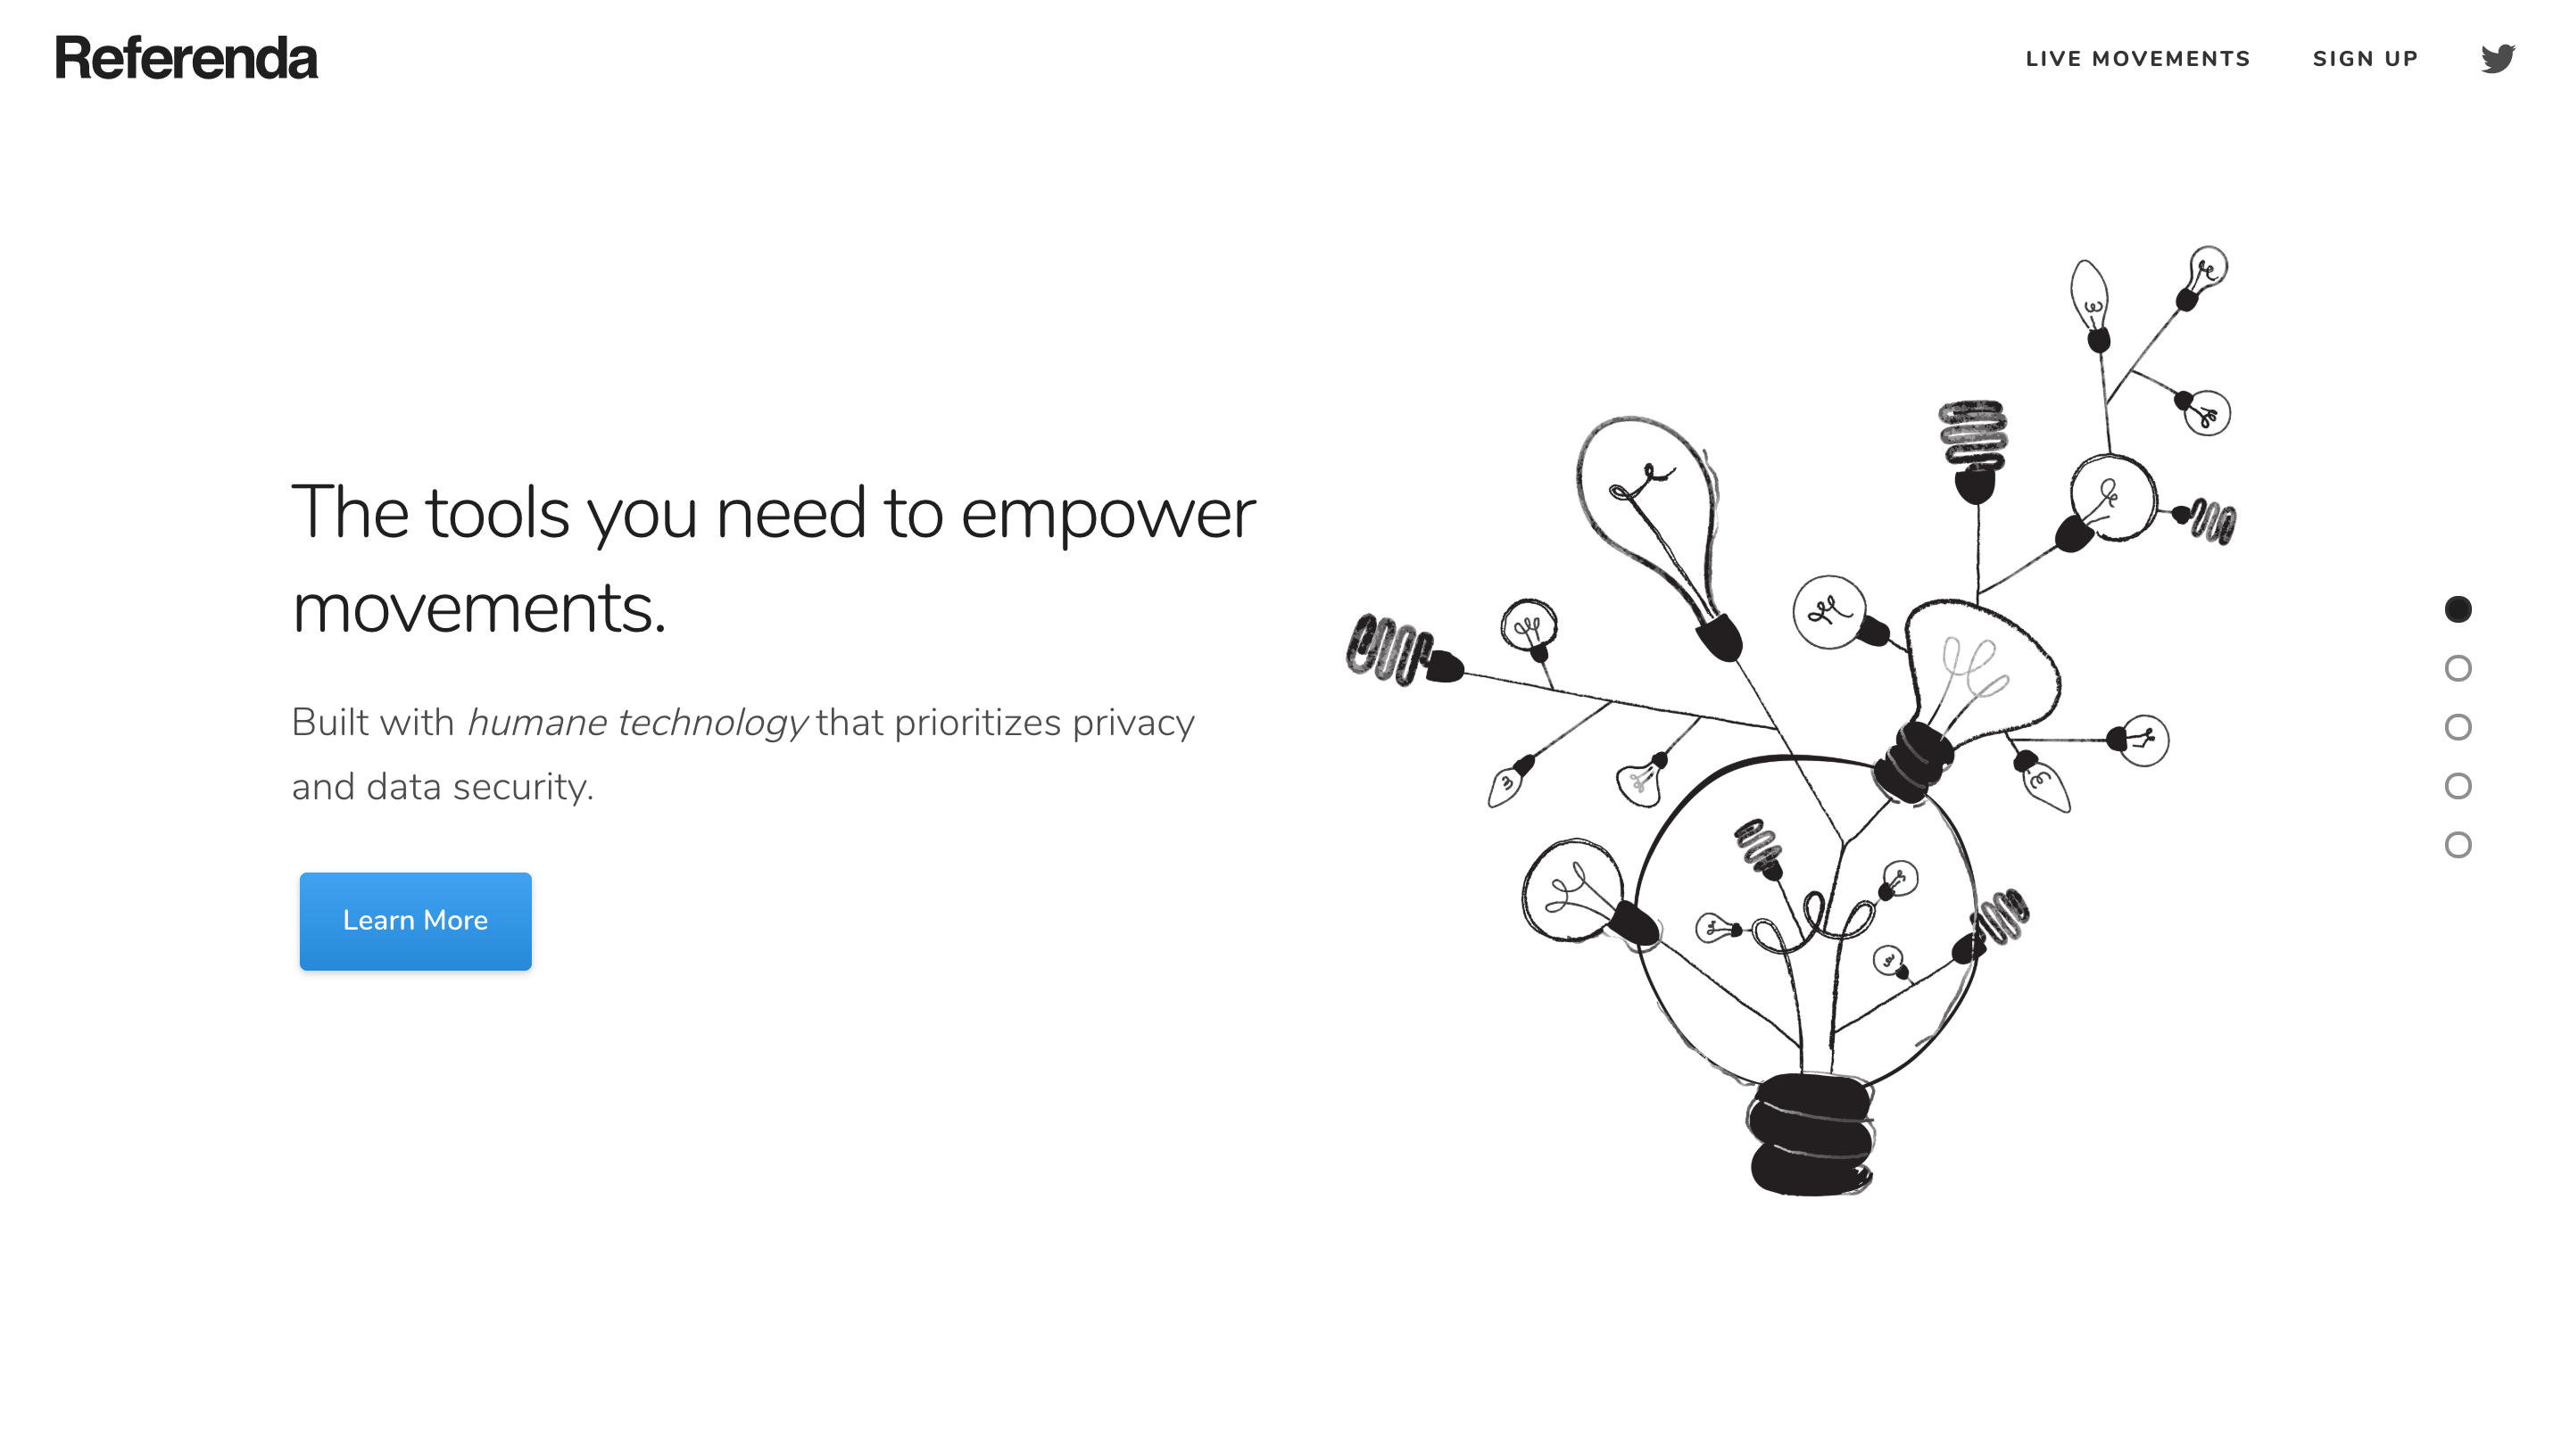 Referenda
LIVE MOVEMENTS
SIGN UP
The tools you need to empower
movements.
Built with humane technology that prioritizes privacy
and data security.
Learn More